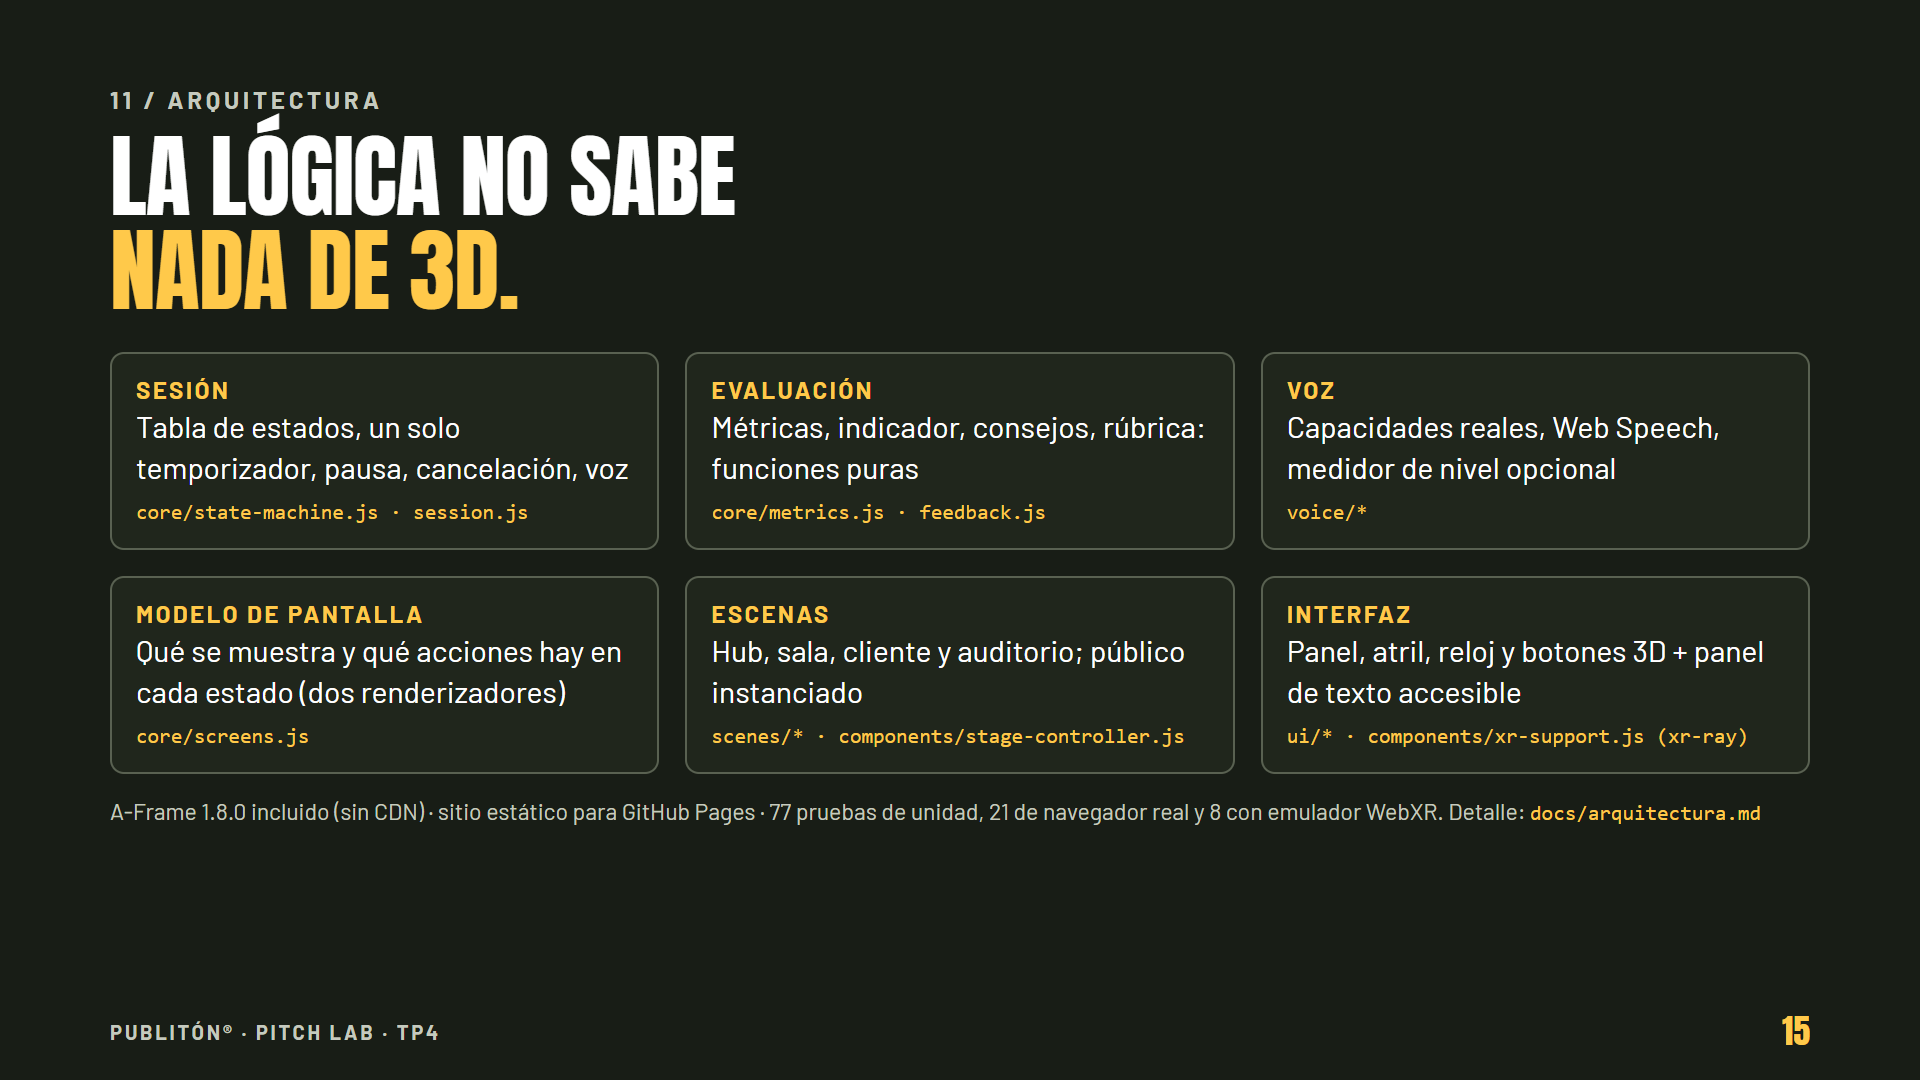 11 / ARQUITECTURA
LA LÓGICA NO SABE
NADA DE 3D.
SESIÓN
Tabla de estados, un solo
temporizador, pausa, cancelación, voz
core/state-machine.js · session.js
EVALUACIÓN
Métricas, indicador, consejos, rúbrica:
funciones puras
core/metrics.js · feedback.js
VOZ
Capacidades reales, Web Speech,
medidor de nivel opcional
voice/*
MODELO DE PANTALLA
Qué se muestra y qué acciones hay en
cada estado (dos renderizadores)
core/screens.js
ESCENAS
Hub, sala, cliente y auditorio; público
instanciado
scenes/* · components/stage-controller.js
INTERFAZ
Panel, atril, reloj y botones 3D + panel
de texto accesible
ui/* · components/xr-support.js (xr-ray)
A-Frame 1.8.0 incluido (sin CDN) · sitio estático para GitHub Pages · 77 pruebas de unidad, 21 de navegador real y 8 con emulador WebXR. Detalle: docs/arquitectura.md
PUBLITÓN® · PITCH LAB · TP4
15